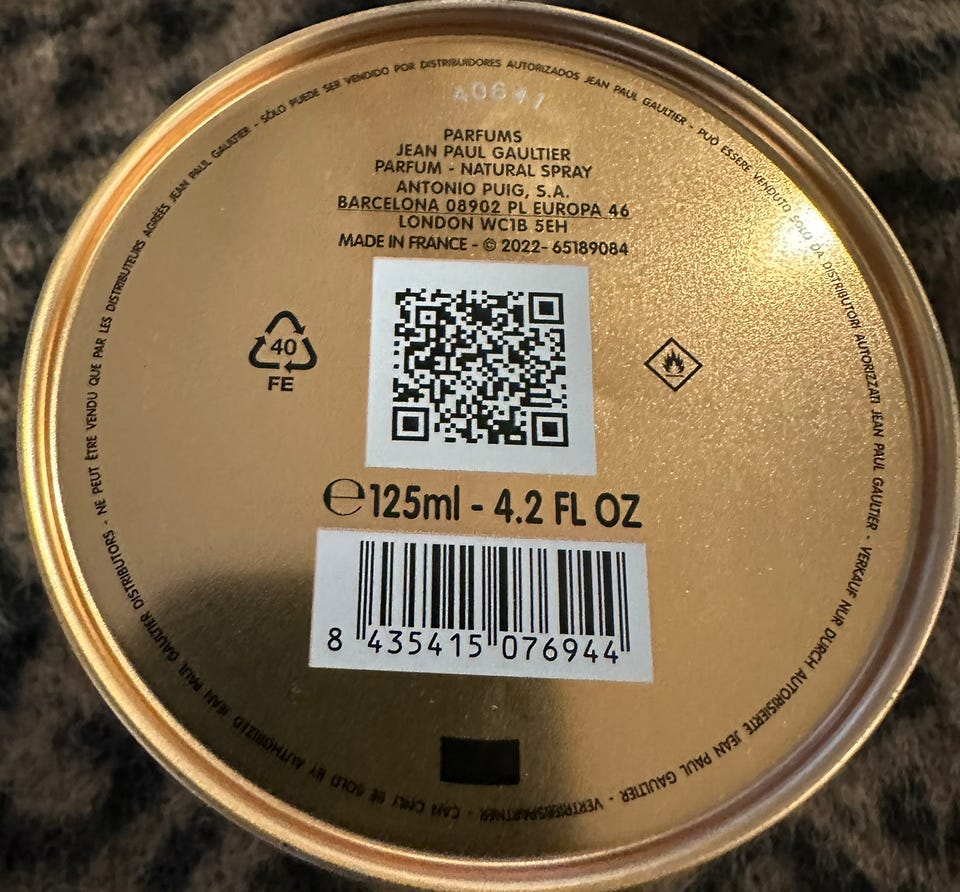 40641
PARFUMS
JEAN PAUL GAULTIER
PARFUM - NATURAL SPRAY
ANTONIO PUIG, S.A.
BARCELONA 08902 PL EUROPA 46
LONDON WC1B 5EH
MADE IN FRANCE - © 2022- 65189084
40
FE
℮125ml - 4.2 FL OZ
8 435415 076944
NE PEUT ÊTRE VENDU QUE PAR LES DISTRIBUTEURS AGRÉÉS JEAN PAUL GAULTIER - SÓLO PUEDE SER VENDIDO POR DISTRIBUIDORES AUTORIZADOS JEAN PAUL GAULTIER - PUÒ ESSERE VENDUTO SOLO DA DISTRIBUTORI AUTORIZZATI JEAN PAUL GAULTIER - VERKAUF NUR DURCH AUTORISIERTE JEAN PAUL GAULTIER - VERTRIEBSPARTNER - CAN ONLY BE SOLD BY AUTHORIZED JEAN PAUL GAULTIER DISTRIBUTORS -